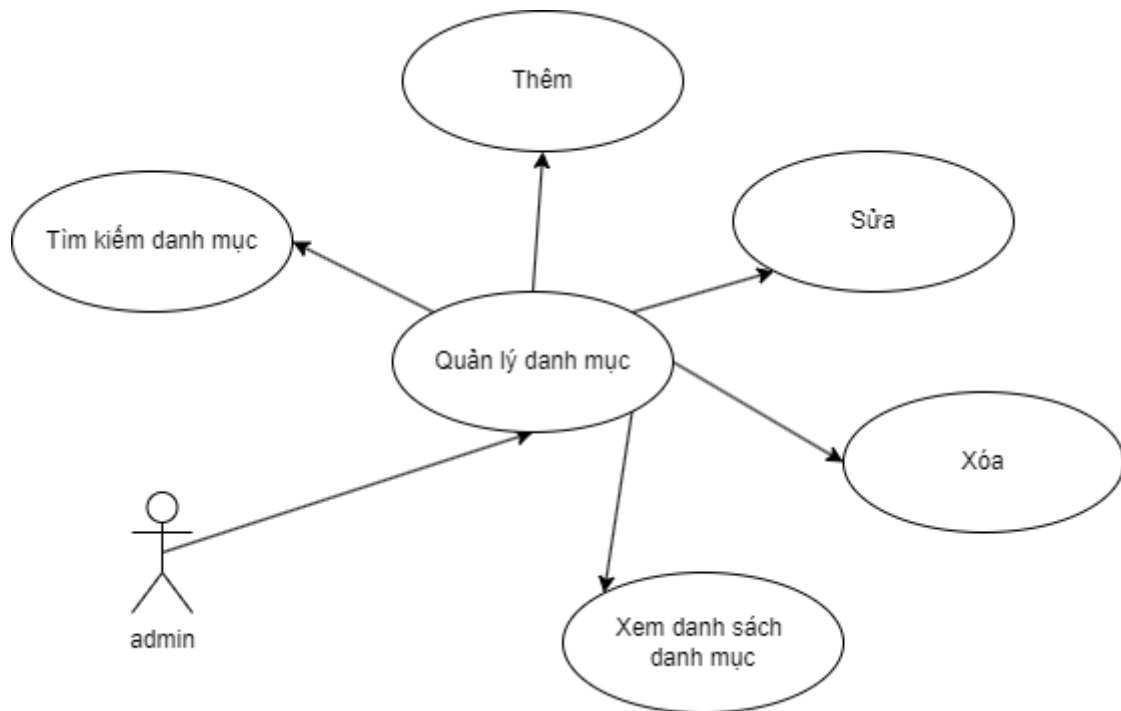 Thêm
Sửa
Tìm kiếm danh mục
Quản lý danh mục
Xóa
admin
Xem danh sách
danh mục